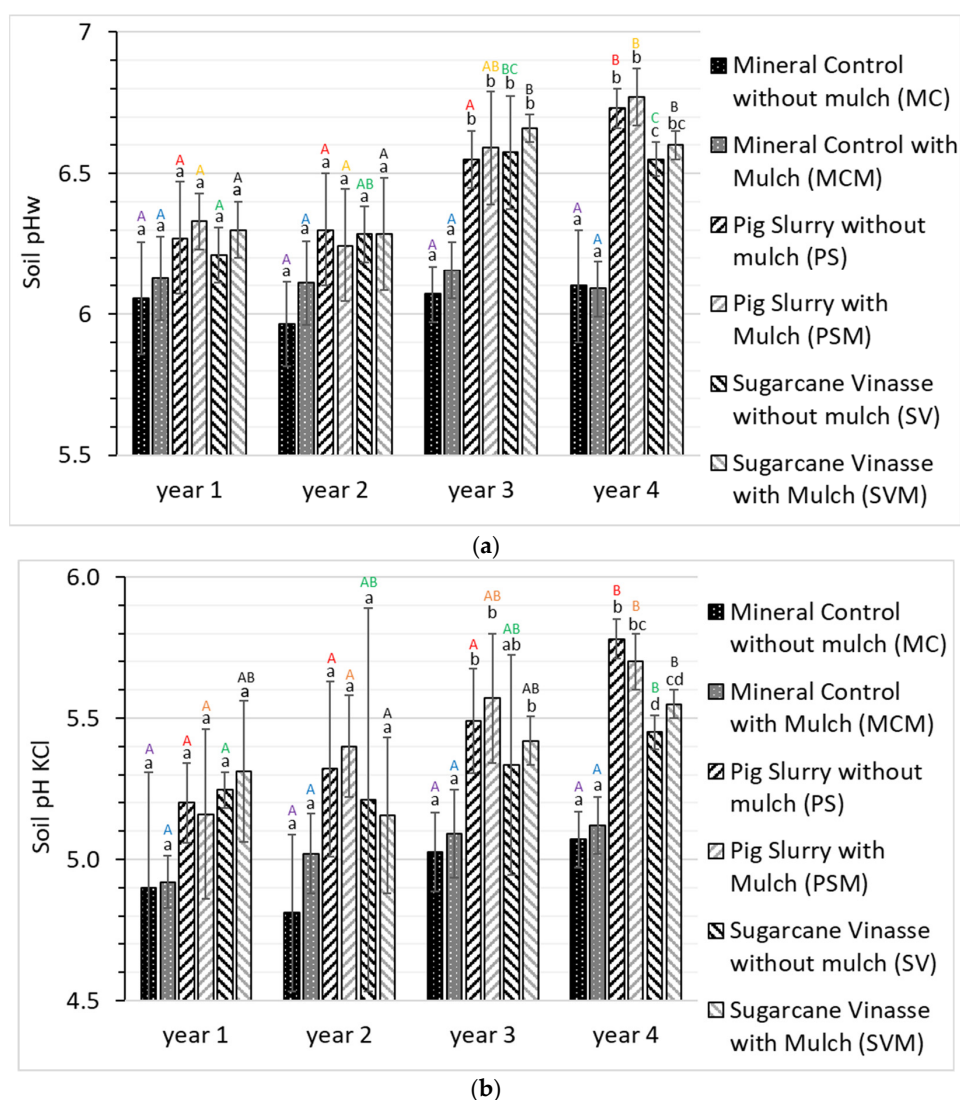 7
6.5
6
5.5
Soil pHw
A A A A A A
a a a a a a
A A A A AB A
a a a a a a
A A A AB BC B
a a b b b b
A A B B C B
a a b b c bc
year 1 year 2 year 3 year 4
Mineral Control
without mulch (MC)
Mineral Control with
Mulch (MCM)
Pig Slurry without
mulch (PS)
Pig Slurry with
Mulch (PSM)
Sugarcane Vinasse
without mulch (SV)
Sugarcane Vinasse
with Mulch (SVM)
(a)
6.0
5.5
5.0
4.5
Soil pH KCl
A A A A A AB
a a a a a a
A A A A AB A
a a a a a a
A A A AB AB AB
a a b b ab b
A A B B B B
a a b bc d cd
year 1 year 2 year 3 year 4
Mineral Control
without mulch (MC)
Mineral Control
with Mulch (MCM)
Pig Slurry without
mulch (PS)
Pig Slurry with
Mulch (PSM)
Sugarcane Vinasse
without mulch (SV)
Sugarcane Vinasse
with Mulch (SVM)
(b)